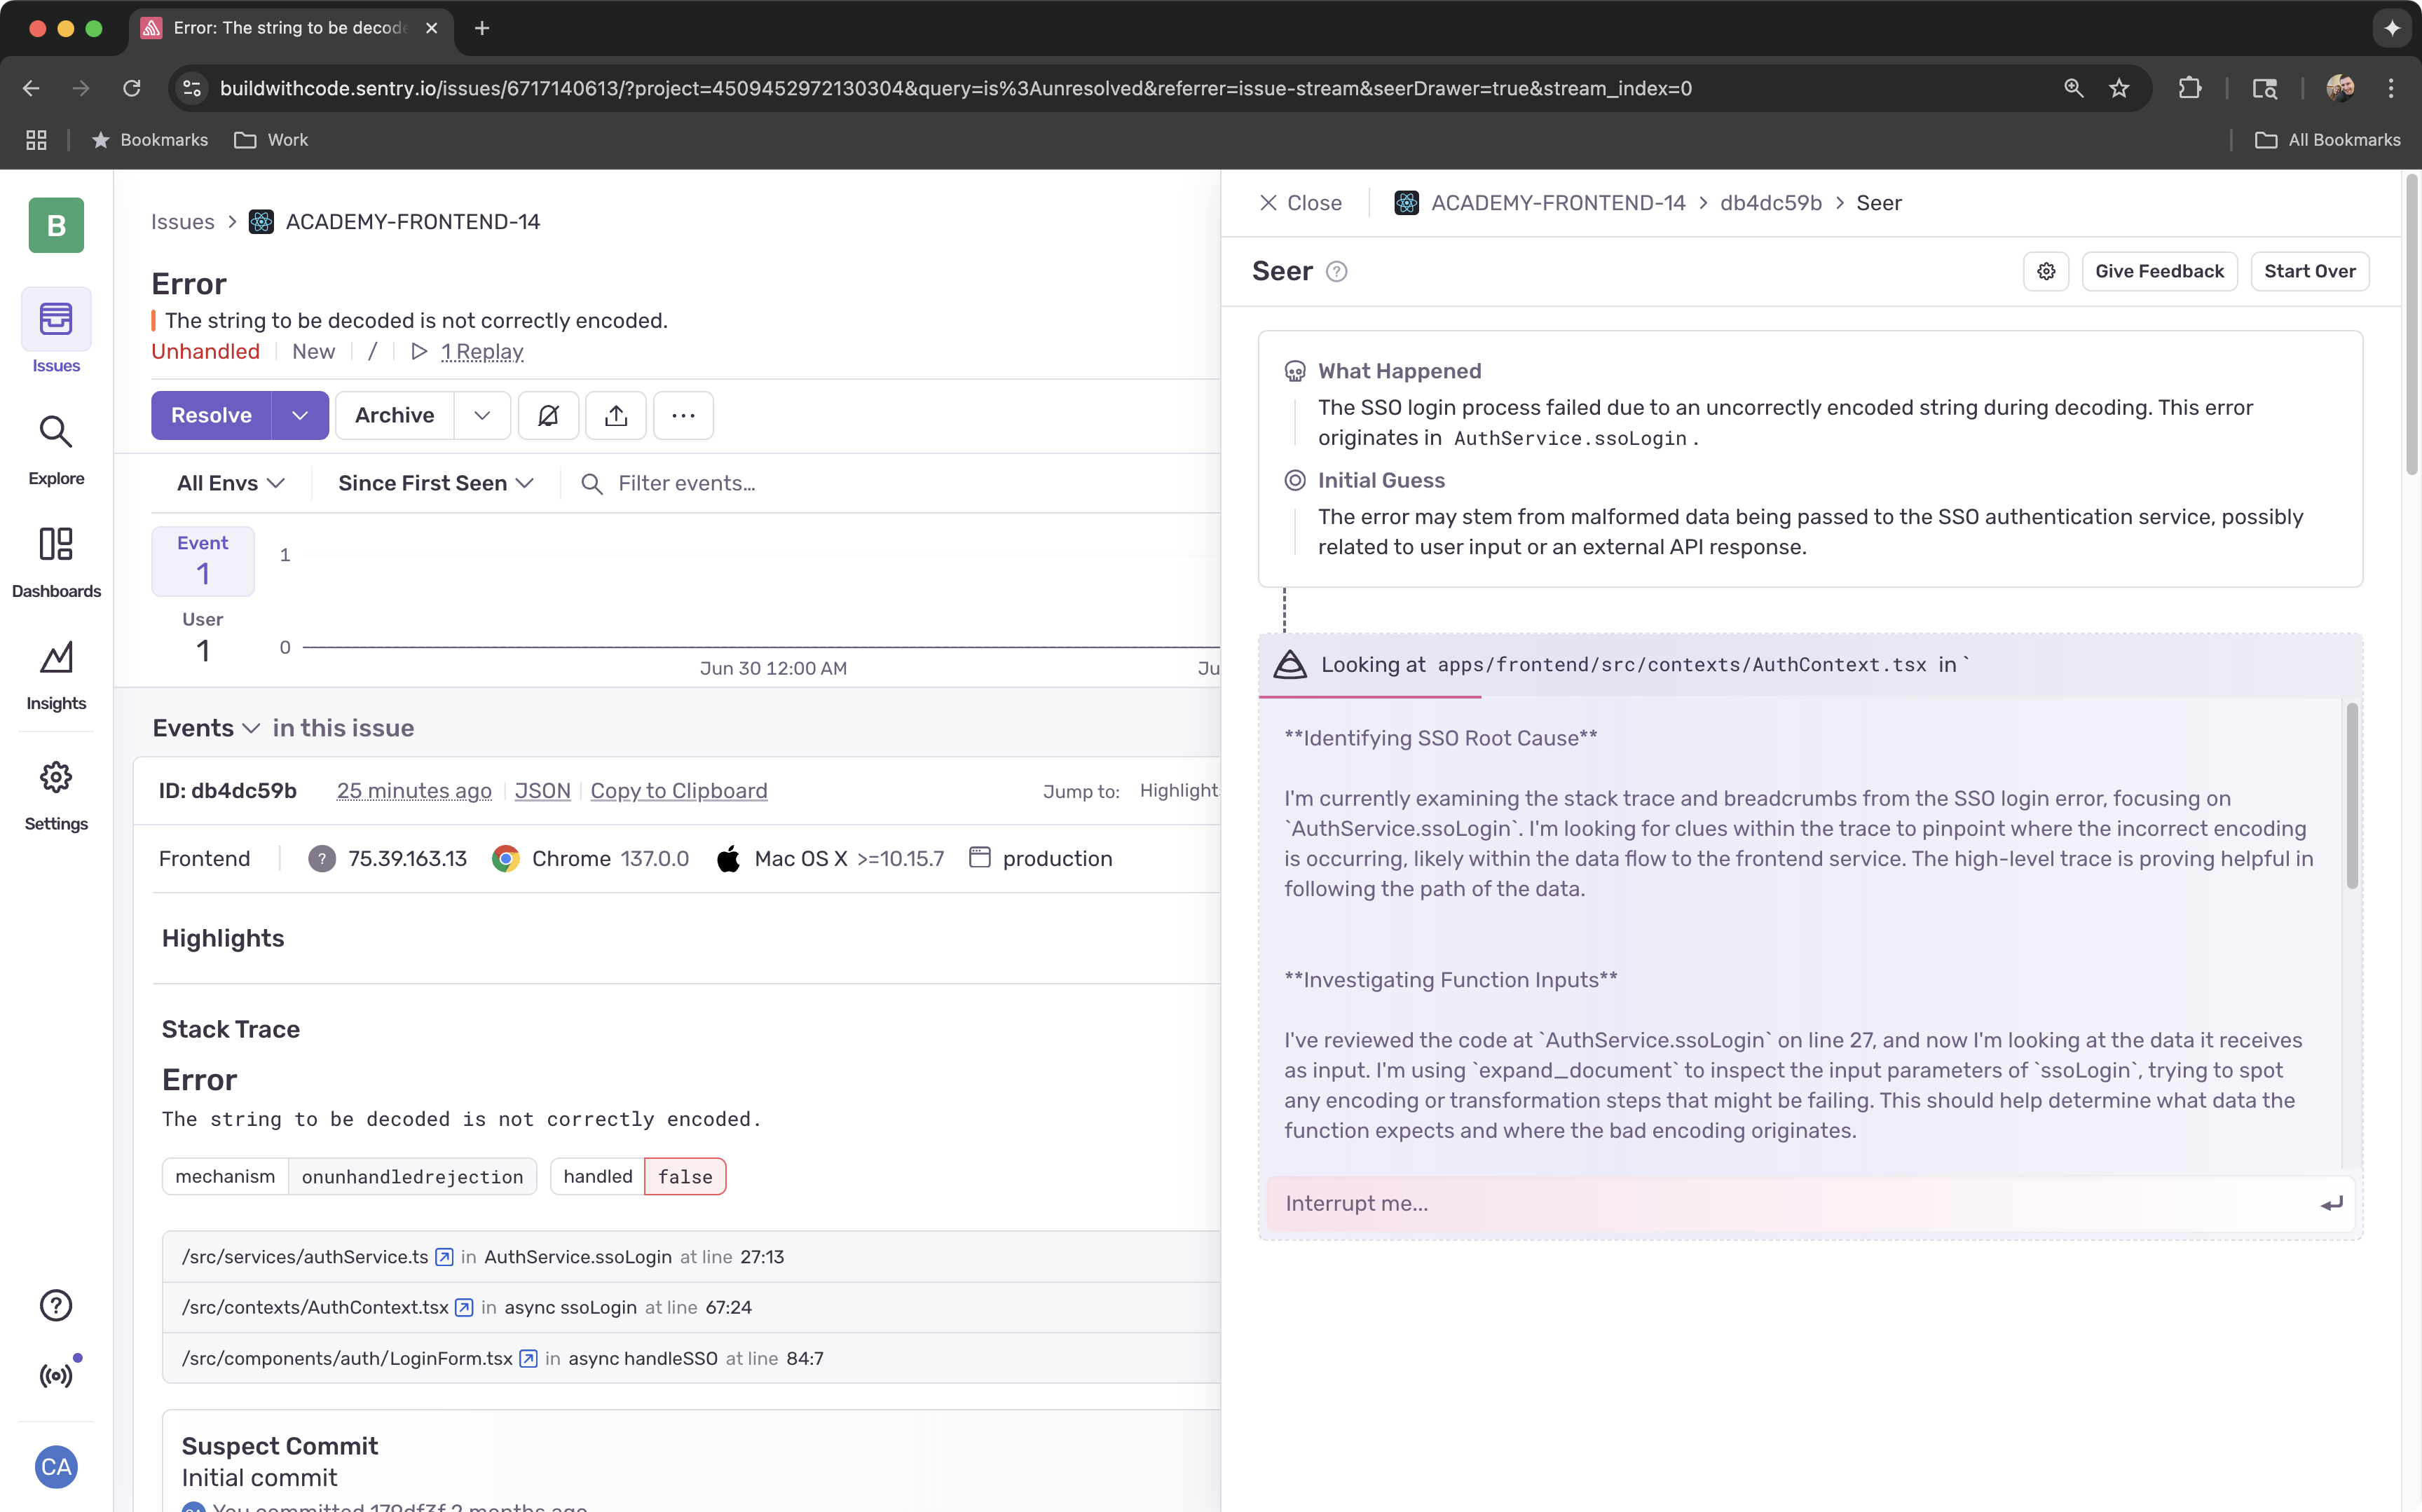 Error: The string to be decode
buildwithcode.sentry.io/issues/6717140613/?project=4509452972130304&query=is%3Aunresolved&referrer=issue-stream&seerDrawer=true&stream_index=0
Bookmarks
Work
All Bookmarks
B
Issues
Explore
Dashboards
Insights
Settings
CA
Issues > ACADEMY-FRONTEND-14
Error
The string to be decoded is not correctly encoded.
Unhandled New / 1 Replay
Resolve Archive ...
All Envs Since First Seen Filter events...
Event
1
User
1
1
0
Jun 30 12:00 AM
Ju
Events in this issue
ID: db4dc59b 25 minutes ago JSON Copy to Clipboard Jump to: Highlights
Frontend ? 75.39.163.13 Chrome 137.0.0 Mac OS X >=10.15.7 production
Highlights
Stack Trace
Error
The string to be decoded is not correctly encoded.
mechanism onunhandledrejection handled false
/src/services/authService.ts in AuthService.ssoLogin at line 27:13
/src/contexts/AuthContext.tsx in async ssoLogin at line 67:24
/src/components/auth/LoginForm.tsx in async handleSSO at line 84:7
Suspect Commit
Initial commit
You committed 179df3f 2 months ago
Close ACADEMY-FRONTEND-14 > db4dc59b > Seer
Seer ? Give Feedback Start Over
What Happened
The SSO login process failed due to an uncorrectly encoded string during decoding. This error
originates in AuthService.ssoLogin.
Initial Guess
The error may stem from malformed data being passed to the SSO authentication service, possibly
related to user input or an external API response.
Looking at apps/frontend/src/contexts/AuthContext.tsx in `
**Identifying SSO Root Cause**
I'm currently examining the stack trace and breadcrumbs from the SSO login error, focusing on
`AuthService.ssoLogin`. I'm looking for clues within the trace to pinpoint where the incorrect encoding
is occurring, likely within the data flow to the frontend service. The high-level trace is proving helpful in
following the path of the data.
**Investigating Function Inputs**
I've reviewed the code at `AuthService.ssoLogin` on line 27, and now I'm looking at the data it receives
as input. I'm using `expand_document` to inspect the input parameters of `ssoLogin`, trying to spot
any encoding or transformation steps that might be failing. This should help determine what data the
function expects and where the bad encoding originates.
Interrupt me...